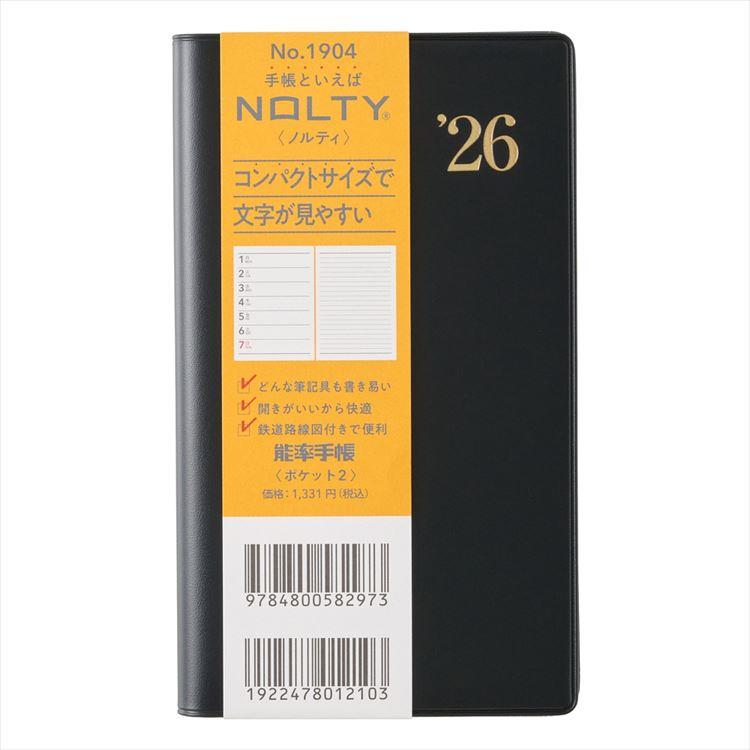 No.1904
手帳といえば
NOLTY®
〈ノルティ〉
'26
コンパクトサイズで
文字が見やすい
1
2
3
4
5
6
7
どんな筆記具も書き易い
開きがいいから快適
鉄道路線図付きで便利
能率手帳
〈ポケット2〉
価格：1,331円（税込）
9784800582973
1922478012103